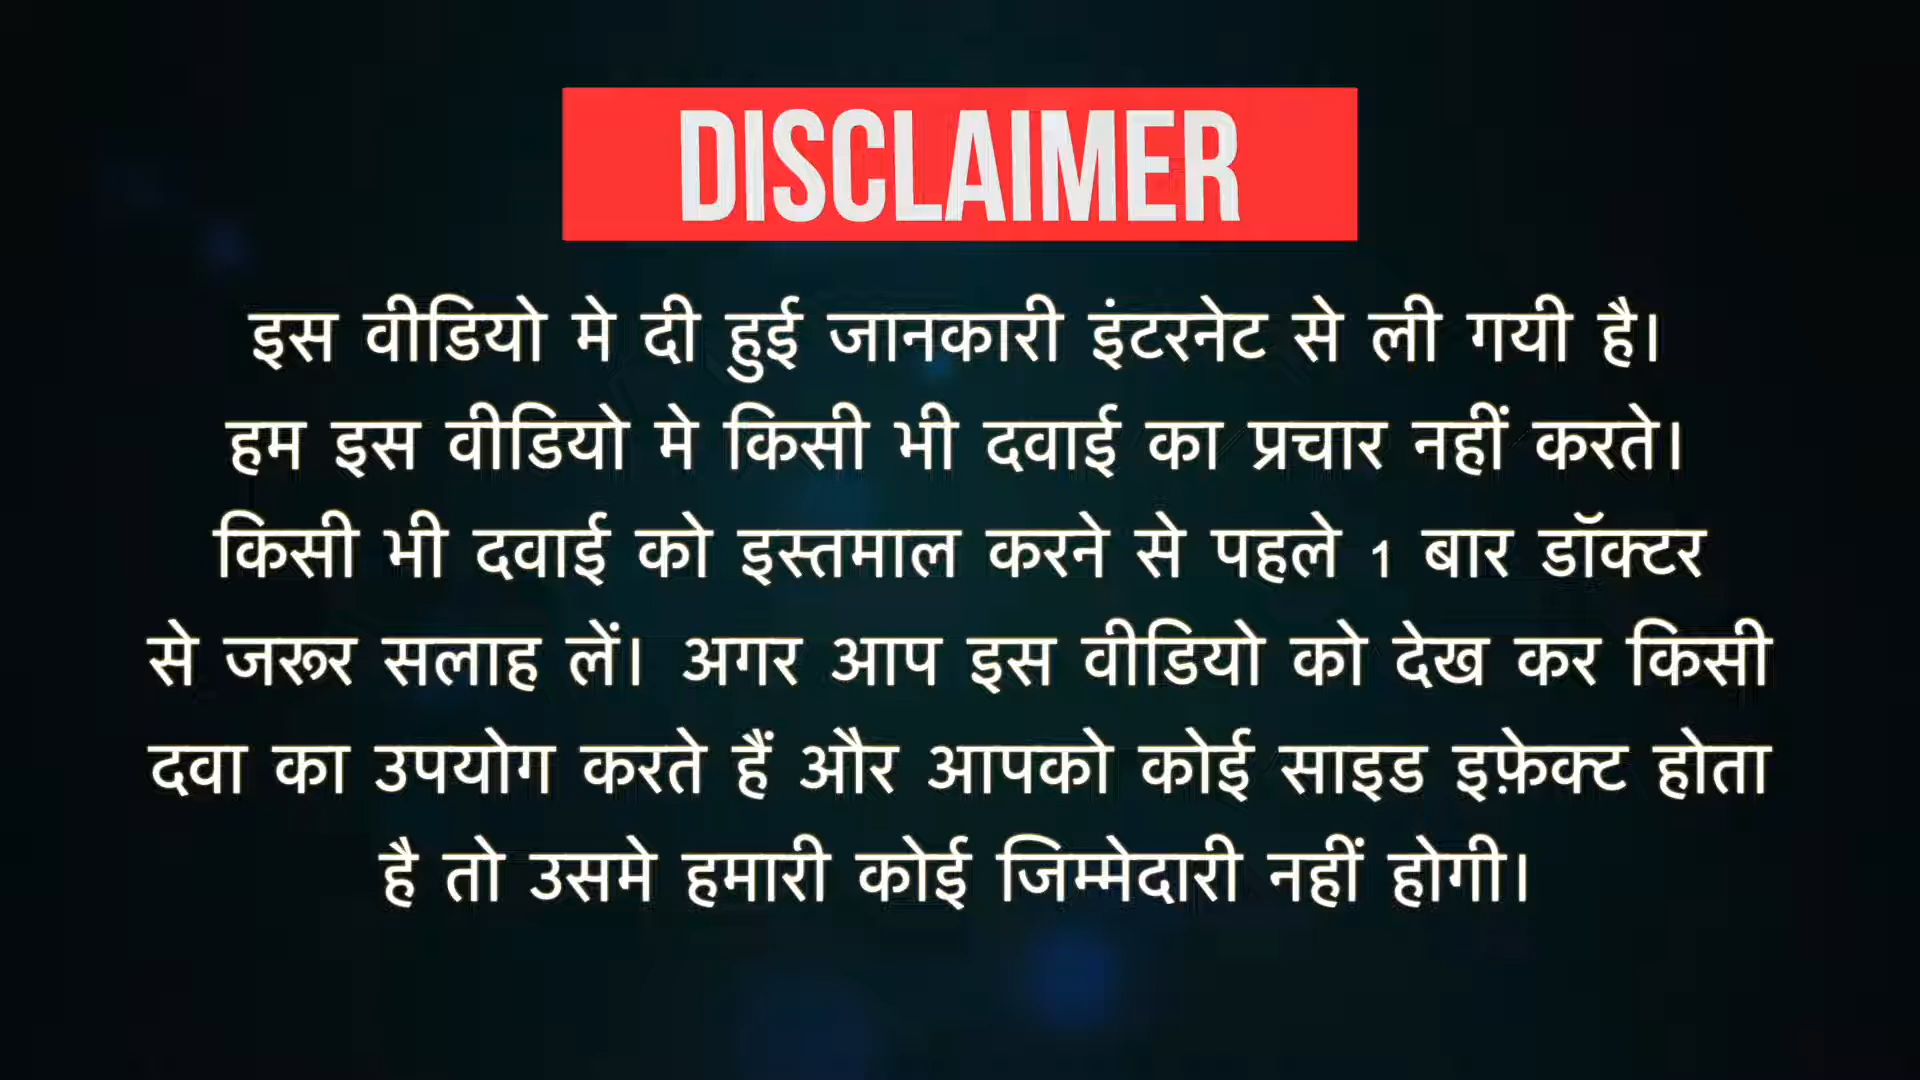 DISCLAIMER
इस वीडियो मे दी हुई जानकारी इंटरनेट से ली गयी है।
हम इस वीडियो मे किसी भी दवाई का प्रचार नहीं करते।
किसी भी दवाई को इस्तमाल करने से पहले 1 बार डॉक्टर
से जरूर सलाह लें। अगर आप इस वीडियो को देख कर किसी
दवा का उपयोग करते हैं और आपको कोई साइड इफ़ेक्ट होता
है तो उसमे हमारी कोई जिम्मेदारी नहीं होगी।